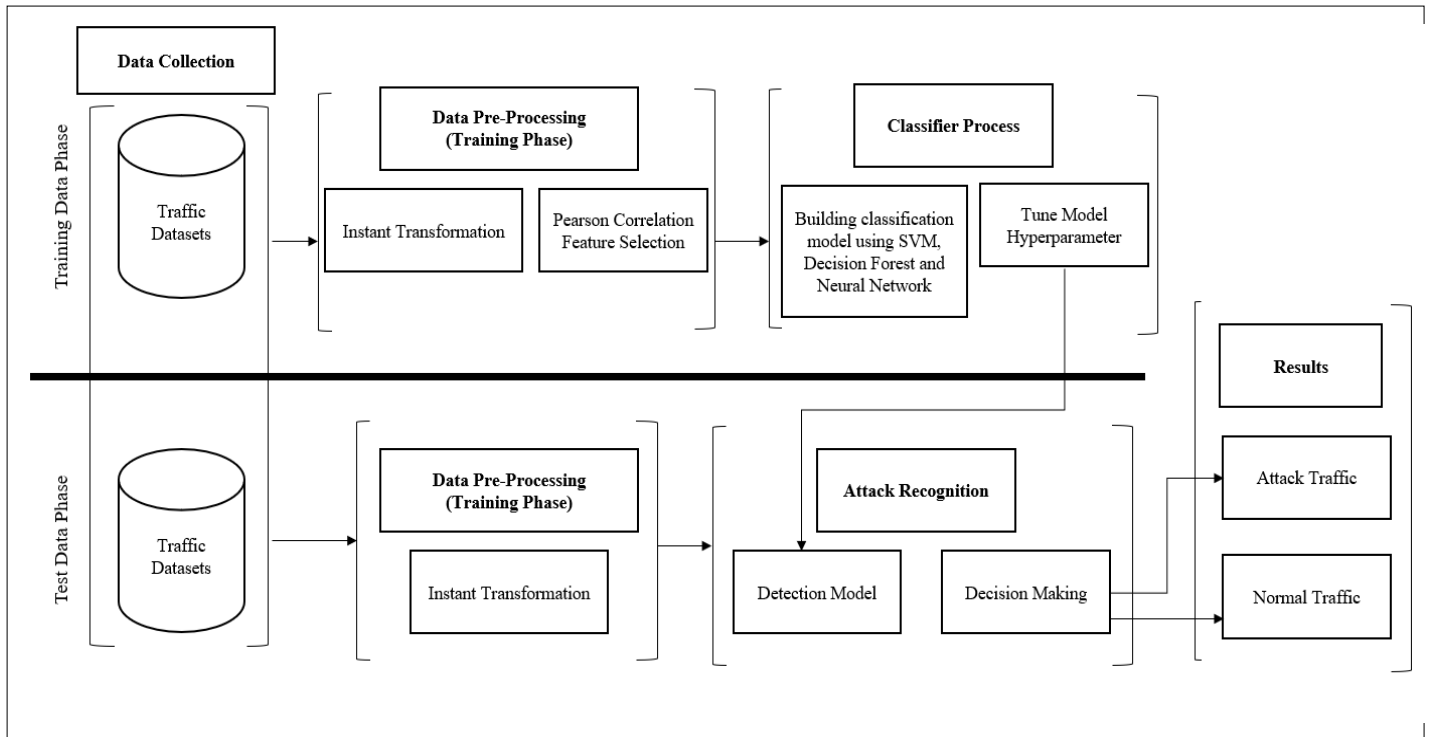 Data Collection
Training Data Phase
Traffic
Datasets
Data Pre-Processing
(Training Phase)
Instant Transformation
Pearson Correlation
Feature Selection
Classifier Process
Building classification
model using SVM,
Decision Forest and
Neural Network
Tune Model
Hyperparameter
Test Data Phase
Traffic
Datasets
Data Pre-Processing
(Training Phase)
Instant Transformation
Attack Recognition
Detection Model
Decision Making
Results
Attack Traffic
Normal Traffic